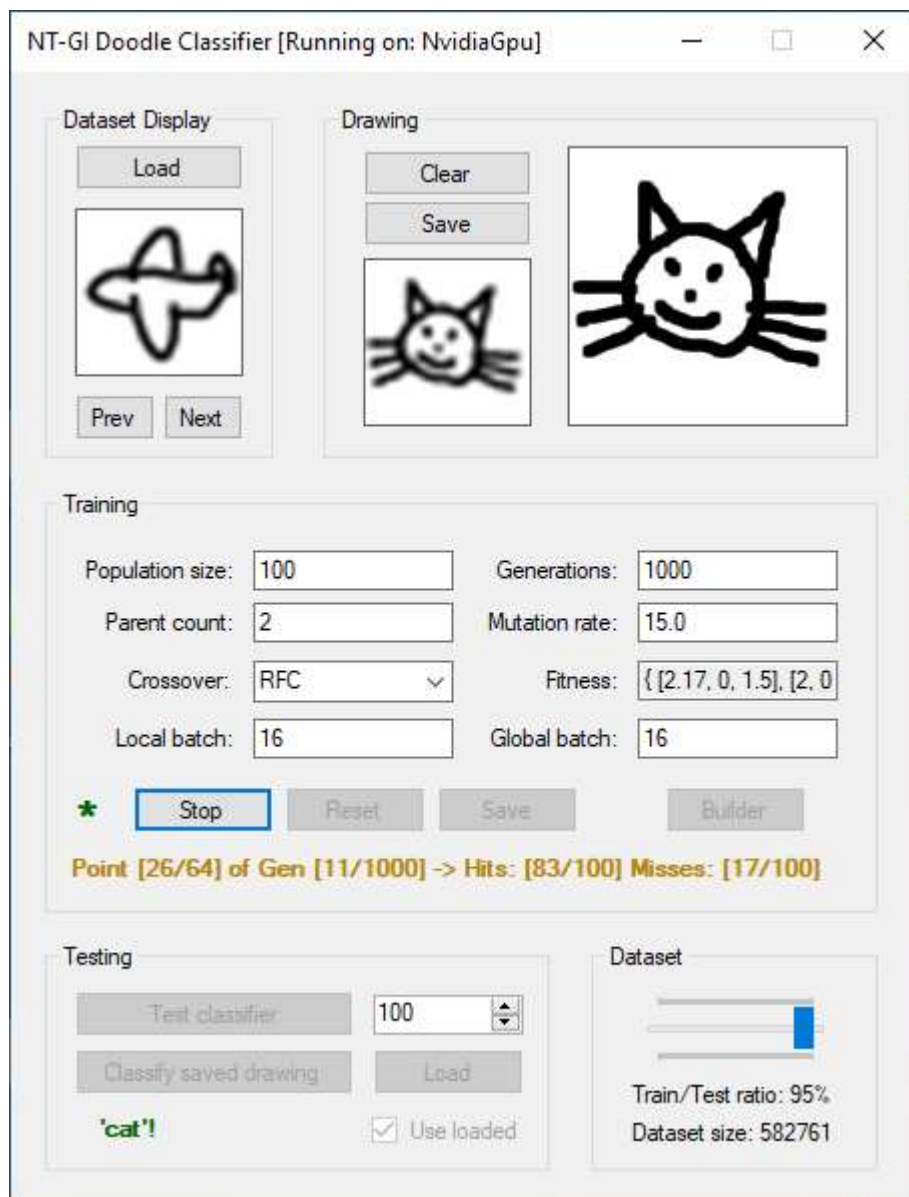 NT-GI Doodle Classifier [Running on: NvidiaGpu]
Dataset Display
Load
Prev Next
Drawing
Clear
Save
Training
Population size: 100 Generations: 1000
Parent count: 2 Mutation rate: 15.0
Crossover: RFC Fitness: { [2.17, 0, 1.5], [2, 0
Local batch: 16 Global batch: 16
* Stop Reset Save Builder
Point [26/64] of Gen [11/1000] -> Hits: [83/100] Misses: [17/100]
Testing
Test classifier 100
Classify saved drawing Load
'cat'! Use loaded
Dataset
Train/Test ratio: 95%
Dataset size: 582761